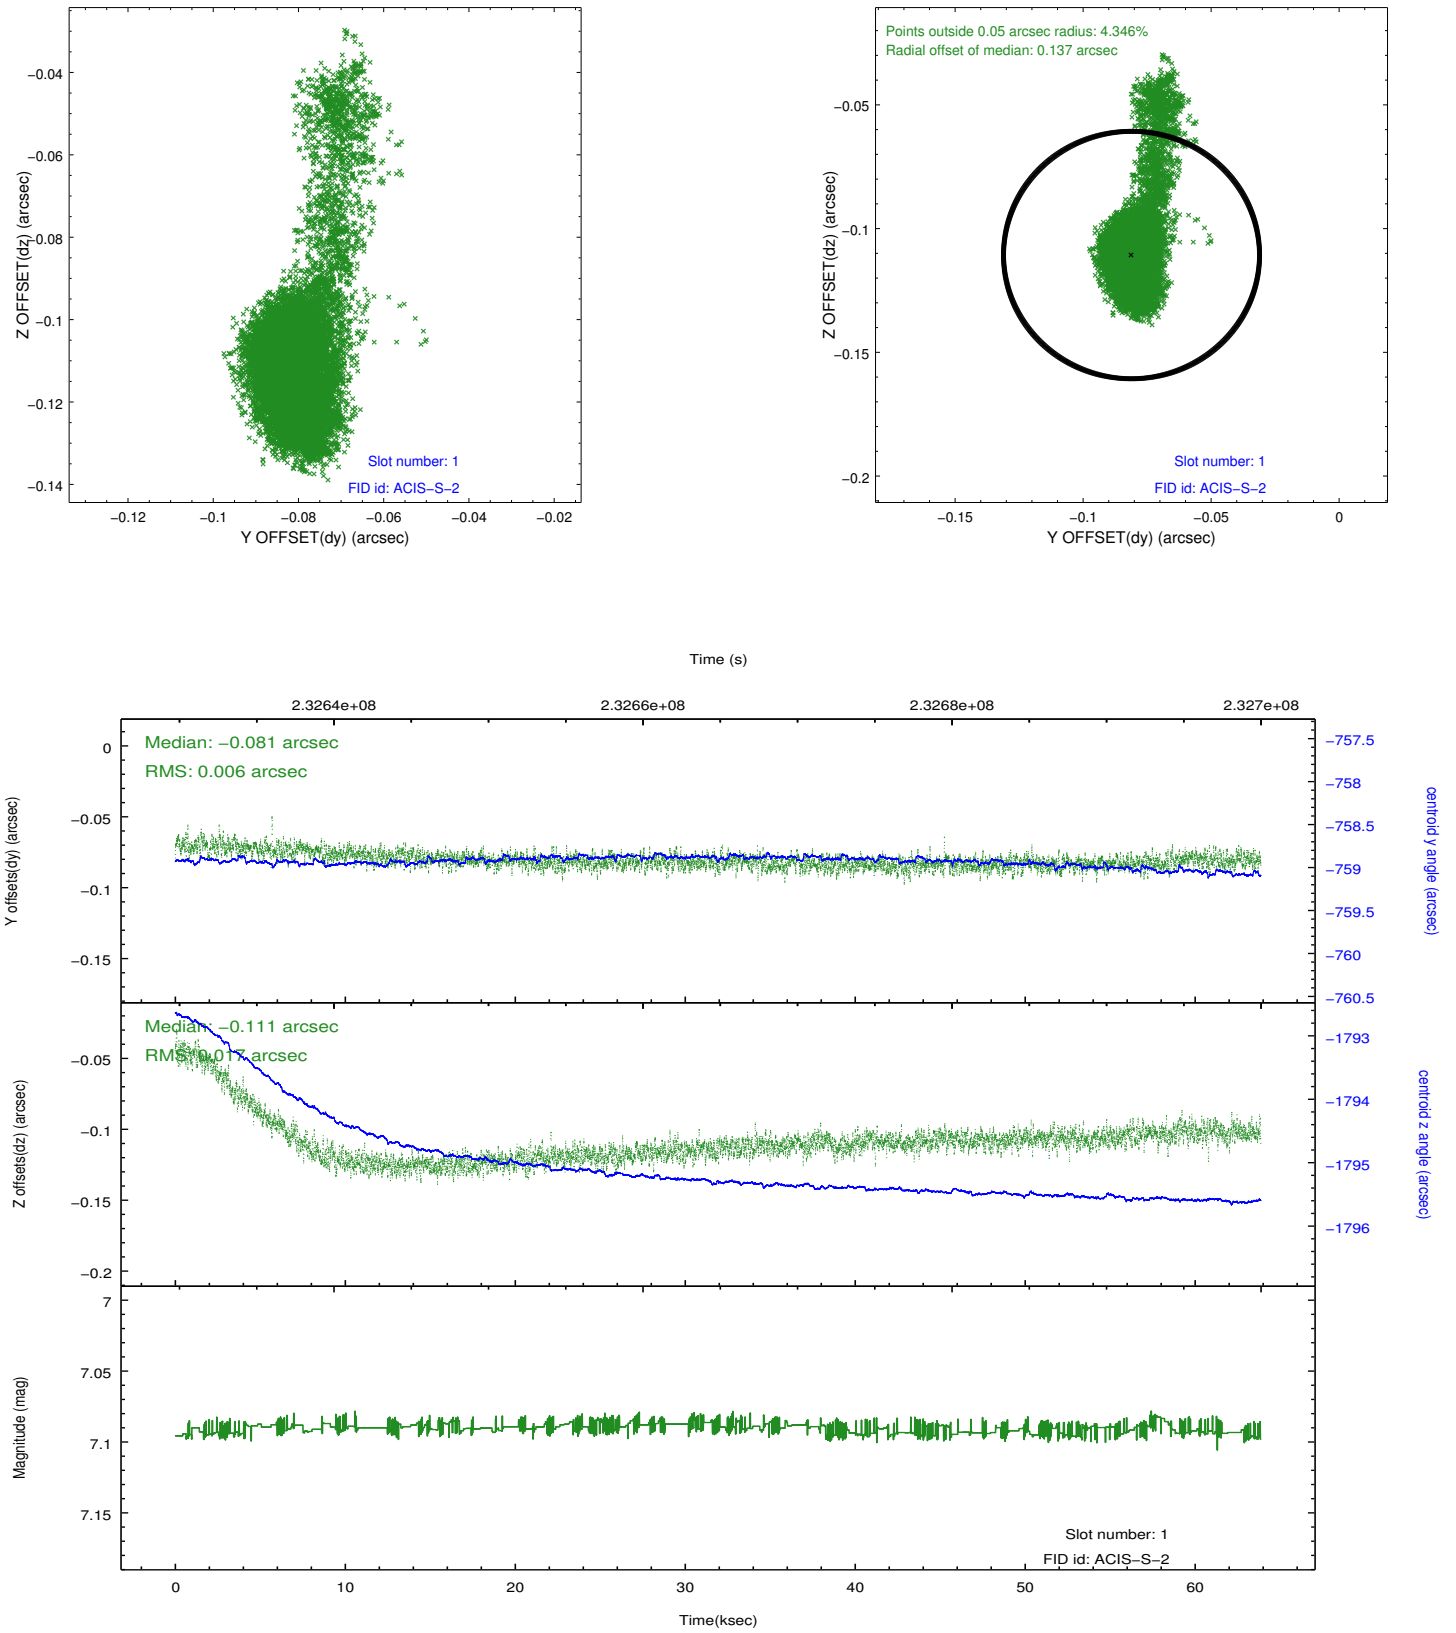 −0.04
−0.06
−0.08
−0.1
−0.12
−0.14
Z OFFSET(dz) (arcsec)
Slot number: 1
FID id: ACIS−S−2
−0.12
−0.1
−0.08
−0.06
−0.04
−0.02
Y OFFSET(dy) (arcsec)
Points outside 0.05 arcsec radius: 4.346%
Radial offset of median: 0.137 arcsec
−0.05
−0.1
−0.15
−0.2
Z OFFSET(dz) (arcsec)
Slot number: 1
FID id: ACIS−S−2
−0.15
−0.1
−0.05
0
Y OFFSET(dy) (arcsec)
Time (s)
2.3264e+08
2.3266e+08
2.3268e+08
2.327e+08
Median: −0.081 arcsec
RMS: 0.006 arcsec
0
−0.05
−0.1
−0.15
Y offsets(dy) (arcsec)
−757.5
−758
−758.5
−759
−759.5
−760
−760.5
centroid y angle (arcsec)
Median: −0.111 arcsec
RMS: 0.017 arcsec
−0.05
−0.1
−0.15
−0.2
Z offsets(dz) (arcsec)
−1793
−1794
−1795
−1796
centroid z angle (arcsec)
7
7.05
7.1
7.15
Magnitude (mag)
Slot number: 1
FID id: ACIS−S−2
0
10
20
30
40
50
60
Time(ksec)